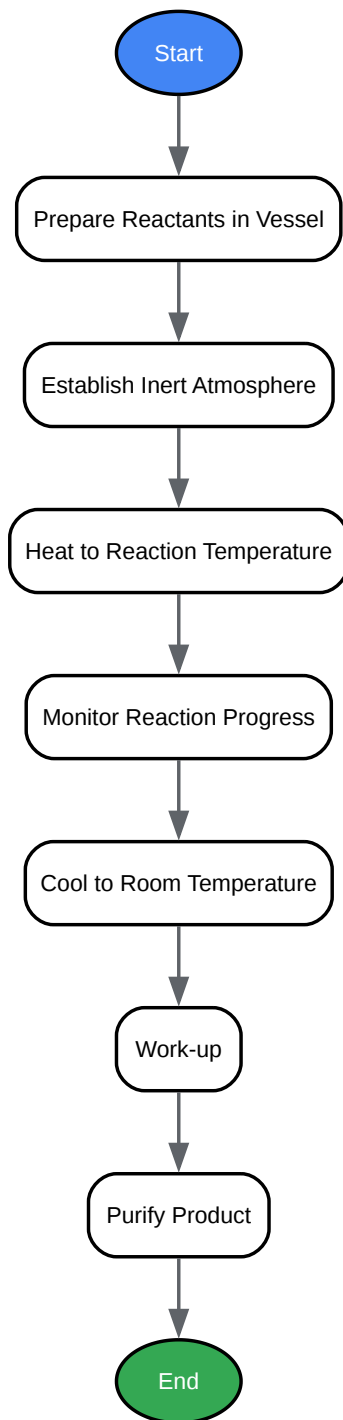 Start
Prepare Reactants in Vessel
Establish Inert Atmosphere
Heat to Reaction Temperature
Monitor Reaction Progress
Cool to Room Temperature
Work-up
Purify Product
End